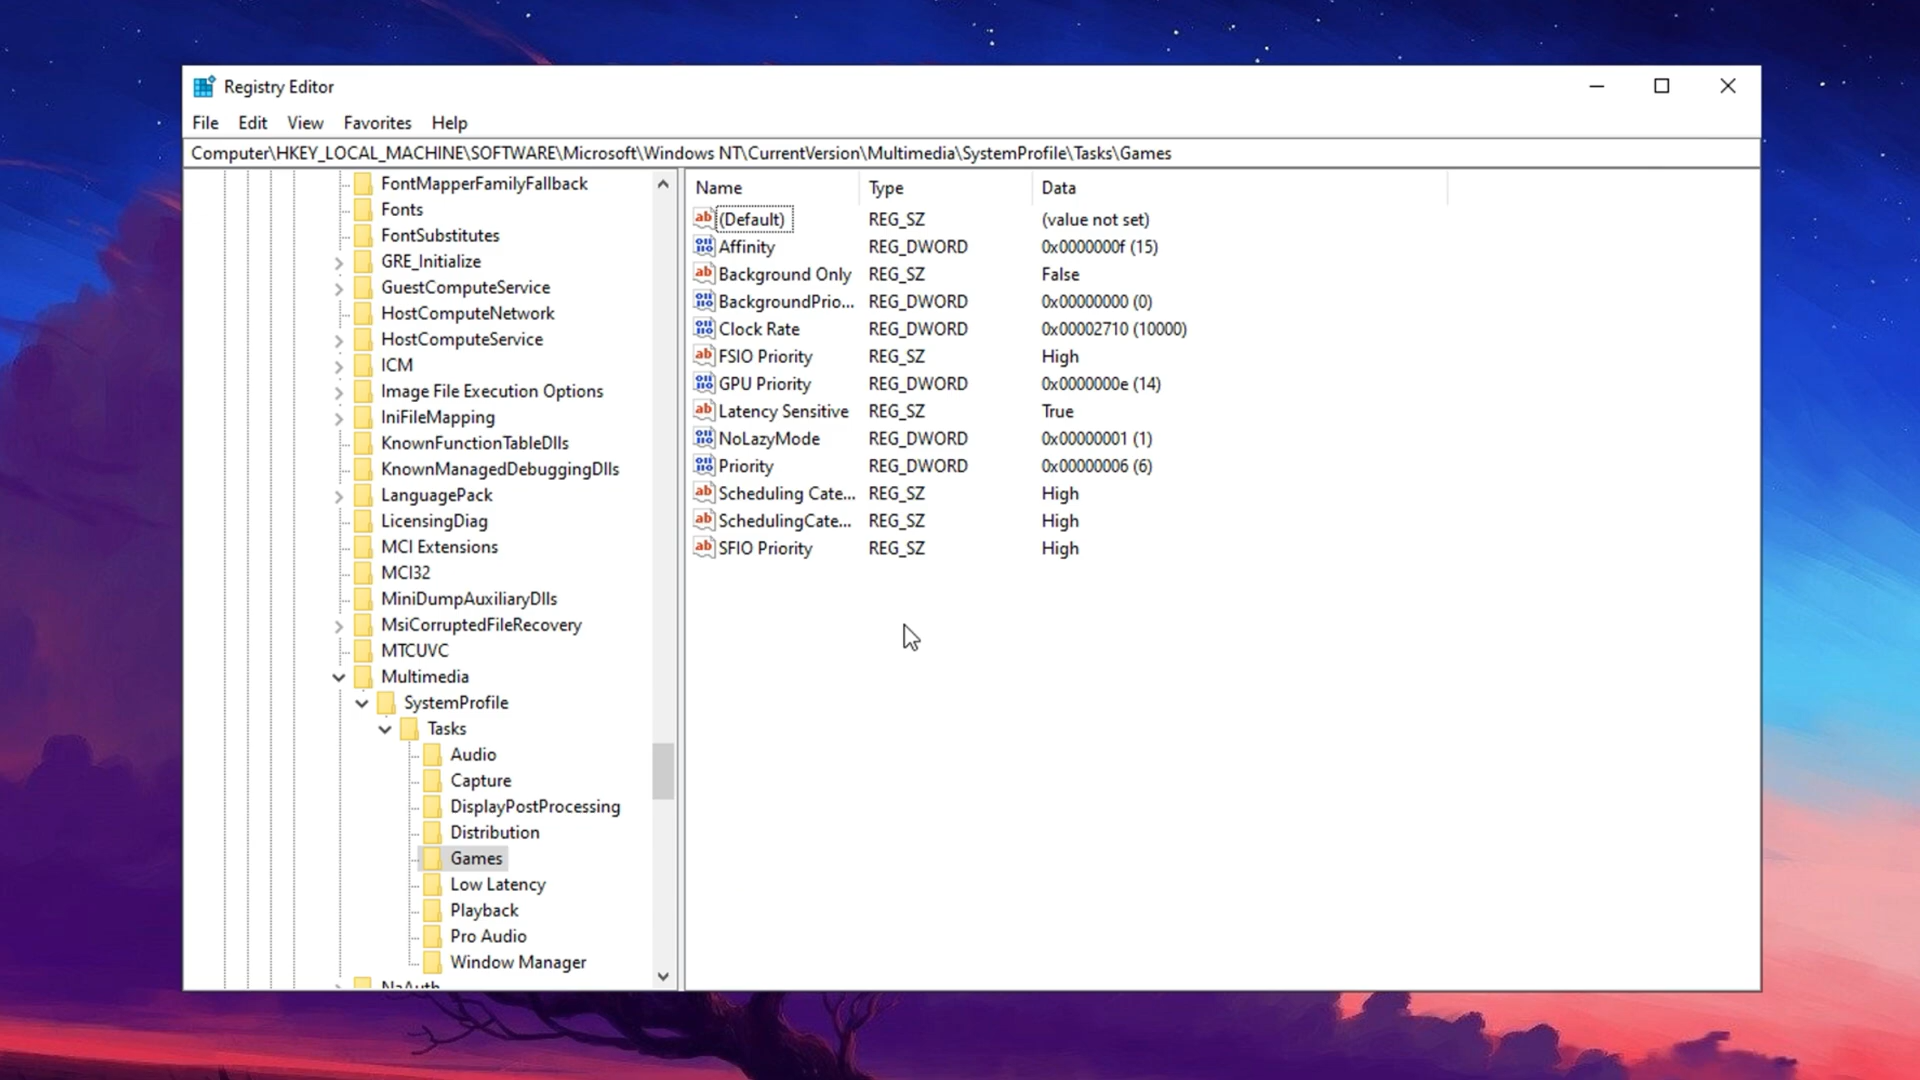 Registry Editor
File Edit View Favorites Help
Computer\HKEY_LOCAL_MACHINE\SOFTWARE\Microsoft\Windows NT\CurrentVersion\Multimedia\SystemProfile\Tasks\Games
FontMapperFamilyFallback
Fonts
FontSubstitutes
GRE_Initialize
GuestComputeService
HostComputeNetwork
HostComputeService
ICM
Image File Execution Options
IniFileMapping
KnownFunctionTableDlls
KnownManagedDebuggingDlls
LanguagePack
LicensingDiag
MCI Extensions
MCI32
MiniDumpAuxiliaryDlls
MsiCorruptedFileRecovery
MTCUVC
Multimedia
SystemProfile
Tasks
Audio
Capture
DisplayPostProcessing
Distribution
Games
Low Latency
Playback
Pro Audio
Window Manager
Name Type Data
(Default) REG_SZ (value not set)
Affinity REG_DWORD 0x0000000f (15)
Background Only REG_SZ False
BackgroundPrio... REG_DWORD 0x00000000 (0)
Clock Rate REG_DWORD 0x00002710 (10000)
FSIO Priority REG_SZ High
GPU Priority REG_DWORD 0x0000000e (14)
Latency Sensitive REG_SZ True
NoLazyMode REG_DWORD 0x00000001 (1)
Priority REG_DWORD 0x00000006 (6)
Scheduling Cate... REG_SZ High
SchedulingCate... REG_SZ High
SFIO Priority REG_SZ High